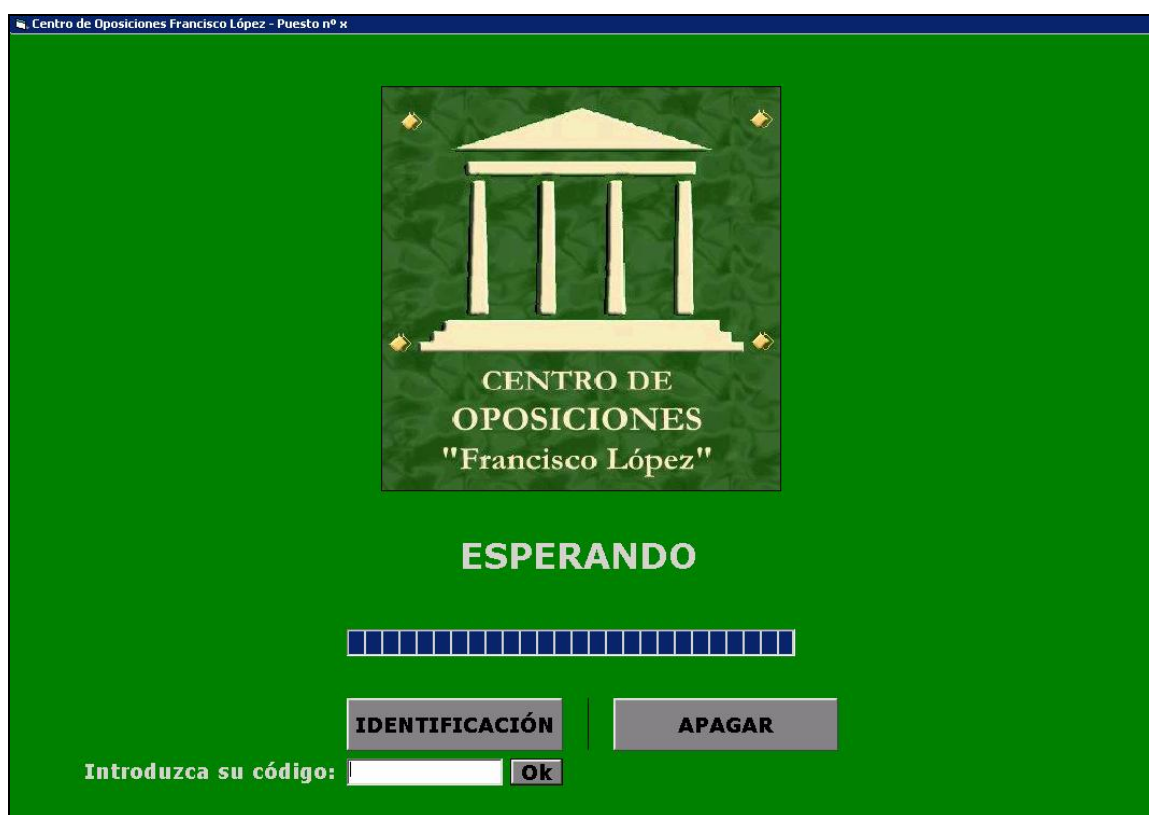 Centro de Oposiciones Francisco López - Puesto nº x
CENTRO DE
OPOSICIONES
"Francisco López"
ESPERANDO
IDENTIFICACIÓN
APAGAR
Introduzca su código:
Ok